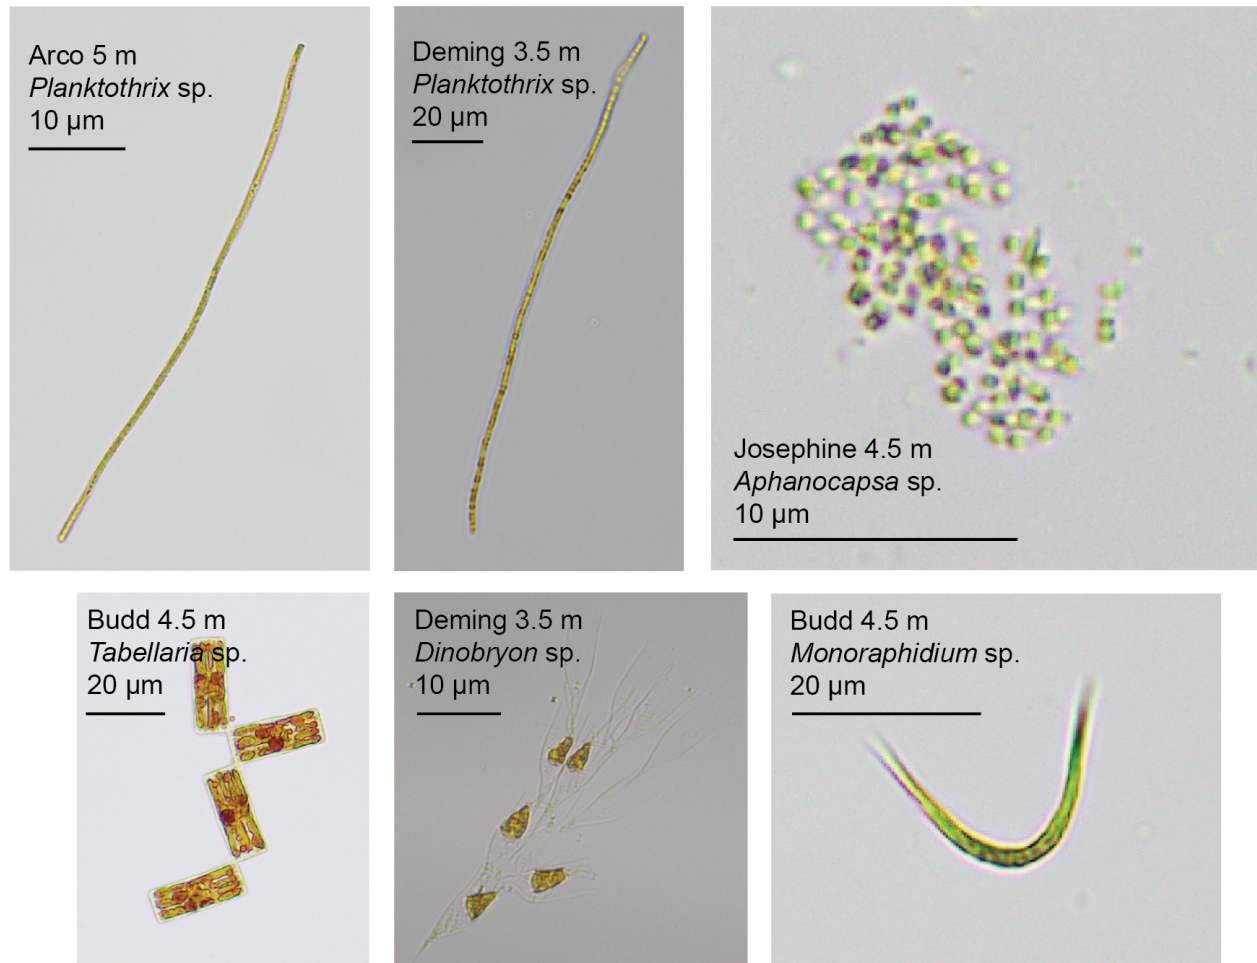 Arco 5 m
Planktothrix sp.
10 µm
Deming 3.5 m
Planktothrix sp.
20 µm
Josephine 4.5 m
Aphanocapsa sp.
10 µm
Budd 4.5 m
Tabellaria sp.
20 µm
Deming 3.5 m
Dinobryon sp.
10 µm
Budd 4.5 m
Monoraphidium sp.
20 µm